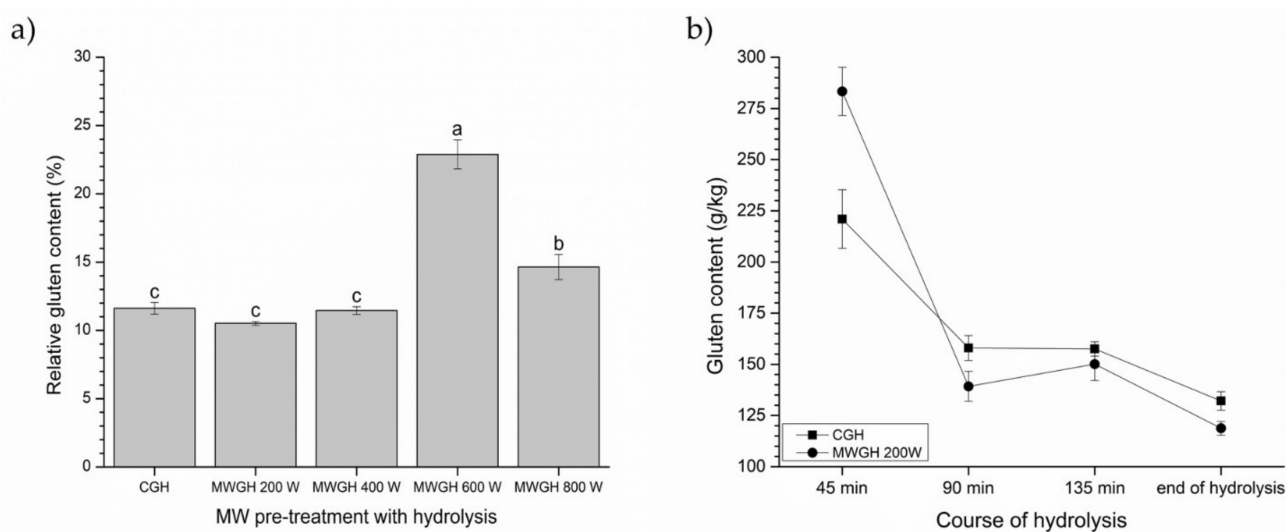 a)
Relative gluten content (%)
30
25
20
15
10
5
0
c
c
c
a
b
CGH
MWGH 200 W
MWGH 400 W
MWGH 600 W
MWGH 800 W
MW pre-treatment with hydrolysis
b)
Gluten content (g/kg)
300
275
250
225
200
175
150
125
100
CGH
MWGH 200W
45 min
90 min
135 min
end of hydrolysis
Course of hydrolysis